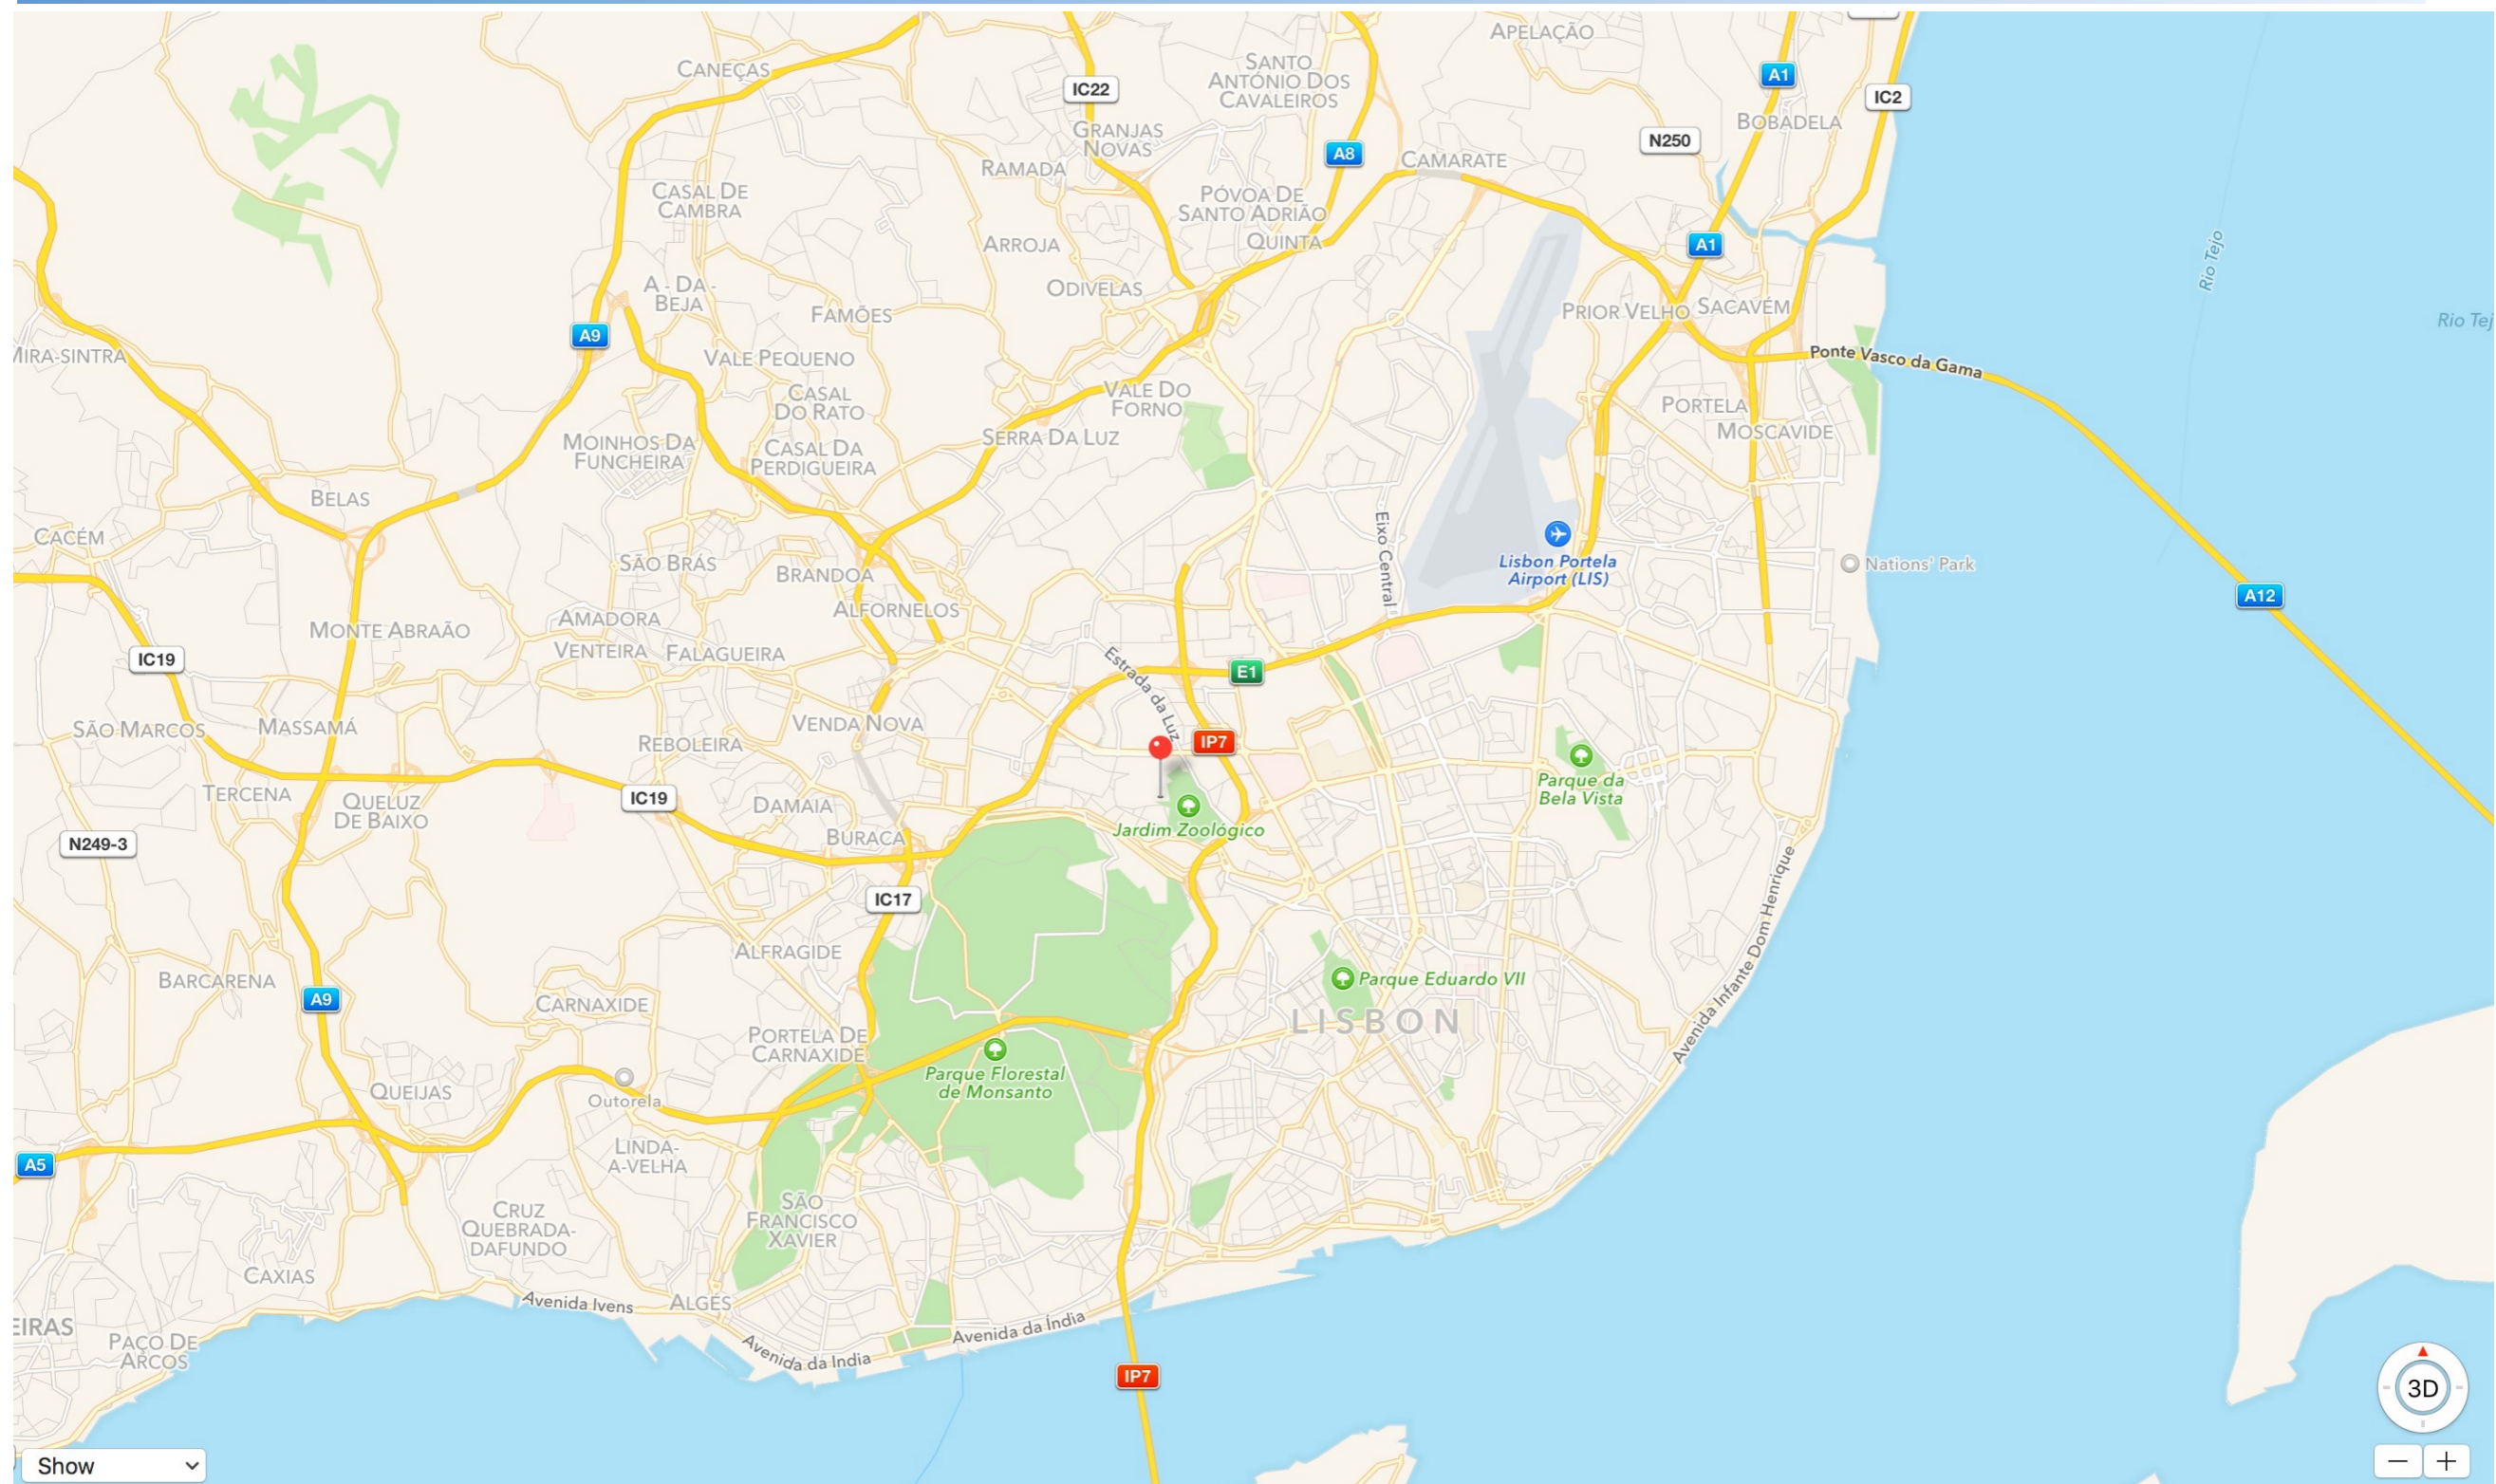 APELAÇÃO
CANEÇAS
SANTO
ANTÓNIO DOS
CAVALEIROS
A1
IC22
IC2
BOBADELA
GRANJAS
NOVAS
N250
A8
CAMARATE
RAMADA
CASAL DE
CAMBRA
PÓVOA DE
SANTO ADRIÃO
QUINTA
ARROJA
A1
Rio Tejo
A - DA -
BEJA
ODIVELAS
FAMÕES
PRIOR VELHO
SACAVÉM
Rio Tej
A9
MIRA-SINTRA
VALE PEQUENO
Ponte Vasco da Gama
CASAL
DO RATO
VALE DO
FORNO
PORTELA
MOSCAVIDE
MOINHOS DA
FUNCHEIRA
CASAL DA
PERDIGUEIRA
SERRA DA LUZ
BELAS
CACÉM
Eixo Central
SÃO BRÁS
BRANDOA
Lisbon Portela
Airport (LIS)
Nations' Park
A12
ALFORNELOS
AMADORA
MONTE ABRAÃO
VENTEIRA
FALAGUEIRA
IC19
Estrada da Luz
E1
SÃO MARCOS
MASSAMÁ
VENDA NOVA
REBOLEIRA
IP7
TERCENA
QUELUZ
DE BAIXO
IC19
DAMAIA
Parque da
Bela Vista
BURACA
Jardim Zoológico
N249-3
IC17
Avenida Infante Dom Henrique
ALFRAGIDE
BARCARENA
Parque Eduardo VII
A9
CARNAXIDE
LISBON
PORTELA DE
CARNAXIDE
Parque Florestal
de Monsanto
QUEIJAS
Outorela
LINDA-
A-VELHA
A5
CRUZ
QUEBRADA-
DAFUNDO
SÃO
FRANCISCO
XAVIER
CAXIAS
Avenida Ivens
ALGÉS
EIRAS
PAÇO DE
ARCOS
Avenida da Índia
Avenida da Índia
IP7
3D
Show